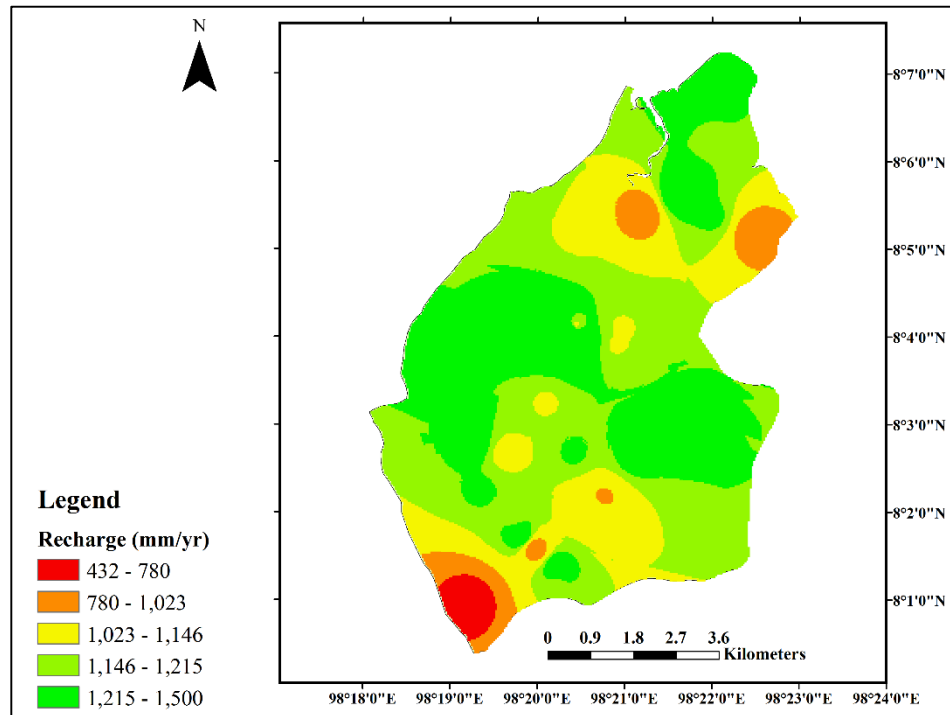 N
8°7'0"N
8°6'0"N
8°5'0"N
8°4'0"N
8°3'0"N
8°2'0"N
8°1'0"N
Legend
Recharge (mm/yr)
432 - 780
780 - 1,023
1,023 - 1,146
1,146 - 1,215
1,215 - 1,500
0 0.9 1.8 2.7 3.6
Kilometers
98°18'0"E 98°19'0"E 98°20'0"E 98°21'0"E 98°22'0"E 98°23'0"E 98°24'0"E